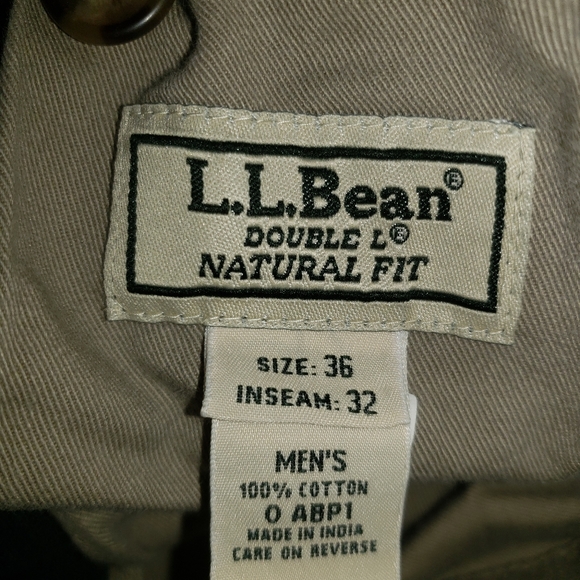 L.L.Bean®
DOUBLE L®
NATURAL FIT
SIZE: 36
INSEAM: 32
MEN'S
100% COTTON
0 ABP1
MADE IN INDIA
CARE ON REVERSE